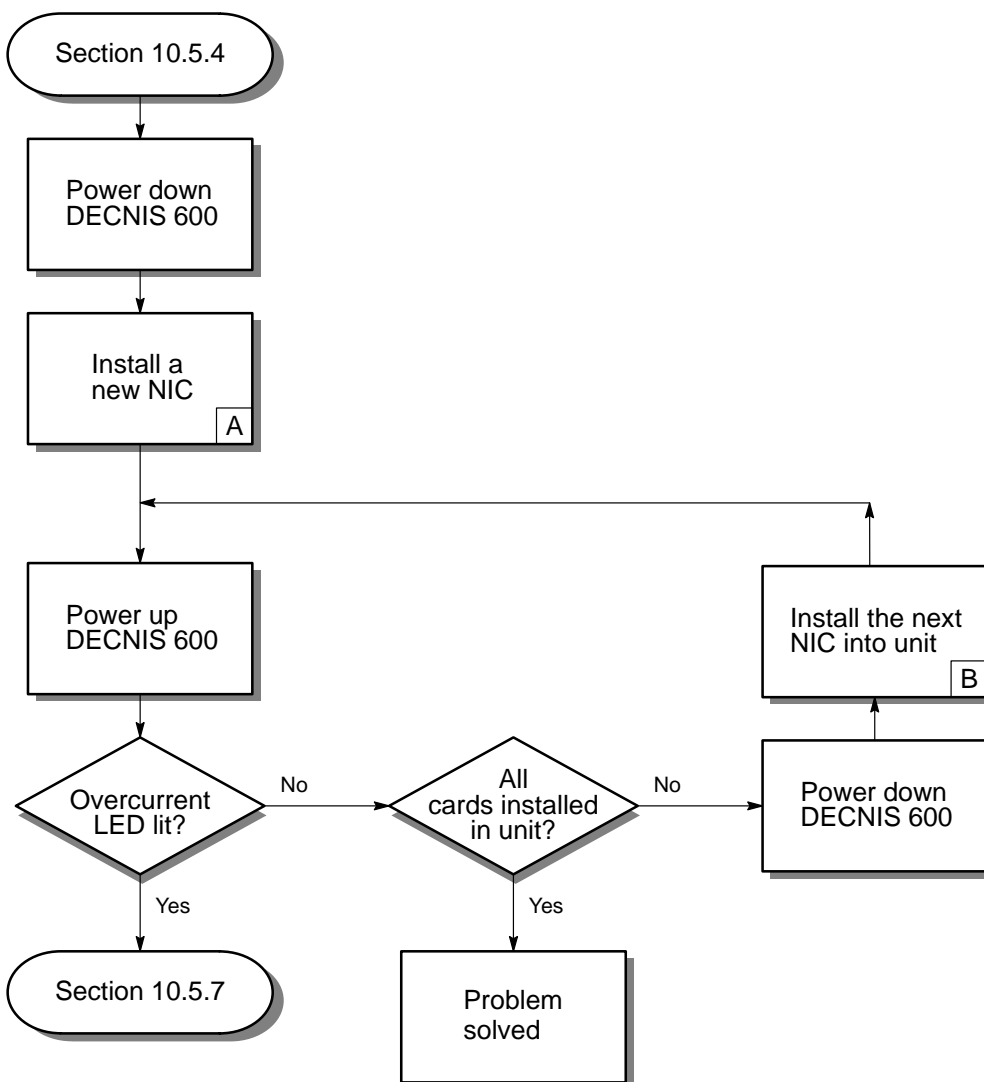 Section 10.5.4
Power down
DECNIS 600
Install a
new NIC
A
Power up
DECNIS 600
Install the next
NIC into unit
B
Overcurrent
LED lit?
No
All
cards installed
in unit?
No
Power down
DECNIS 600
Yes
Yes
Section 10.5.7
Problem
solved